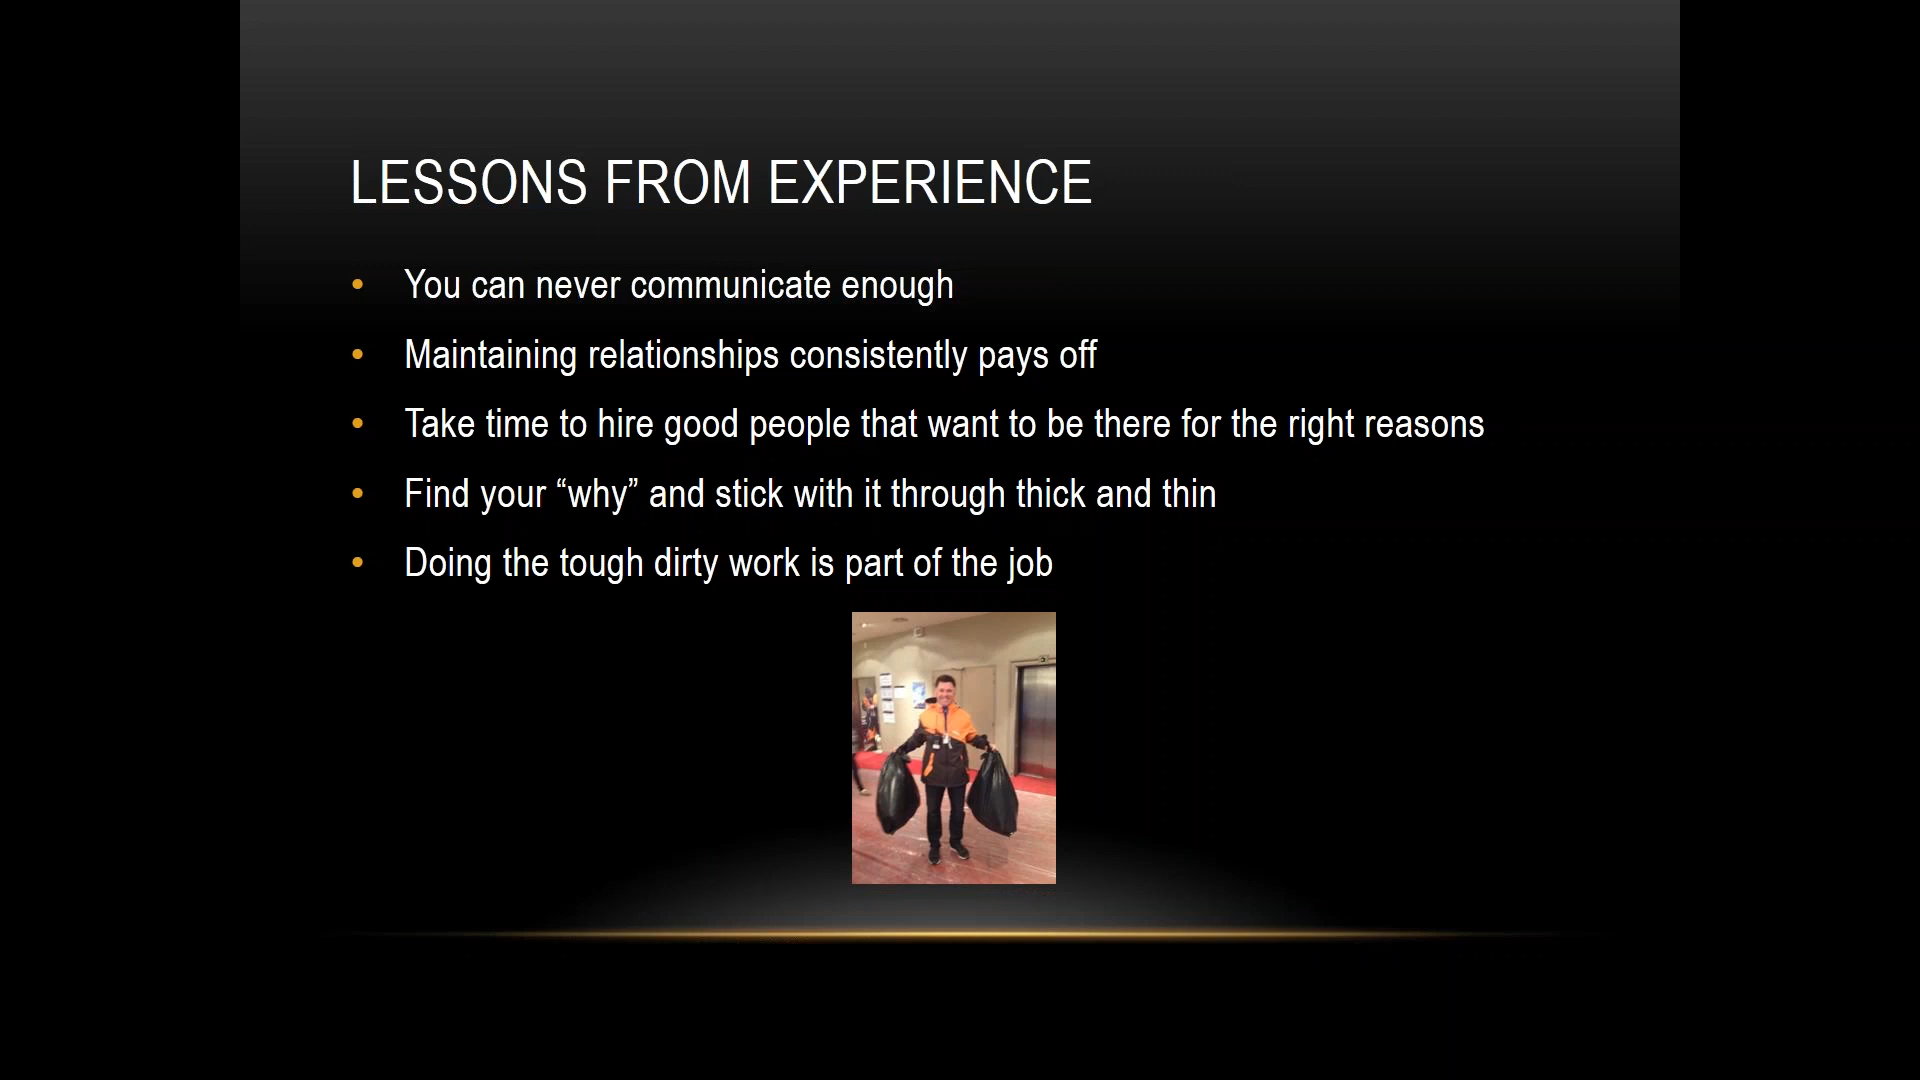 LESSONS FROM EXPERIENCE
• You can never communicate enough
• Maintaining relationships consistently pays off
• Take time to hire good people that want to be there for the right reasons
• Find your “why” and stick with it through thick and thin
• Doing the tough dirty work is part of the job